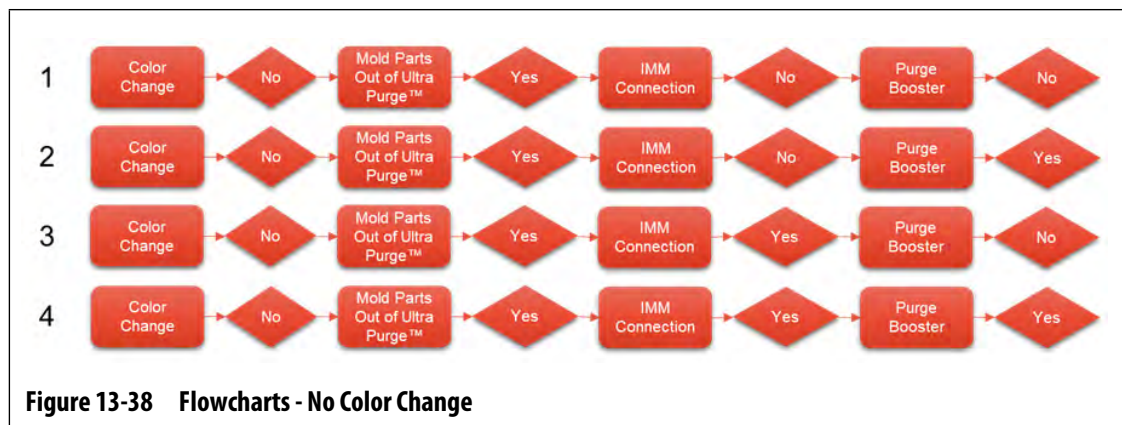 1
Color
Change
No
Mold Parts
Out of Ultra
Purge™
Yes
IMM
Connection
No
Purge
Booster
No
2
Color
Change
No
Mold Parts
Out of Ultra
Purge™
Yes
IMM
Connection
No
Purge
Booster
Yes
3
Color
Change
No
Mold Parts
Out of Ultra
Purge™
Yes
IMM
Connection
Yes
Purge
Booster
No
4
Color
Change
No
Mold Parts
Out of Ultra
Purge™
Yes
IMM
Connection
Yes
Purge
Booster
Yes
Figure 13-38 Flowcharts - No Color Change